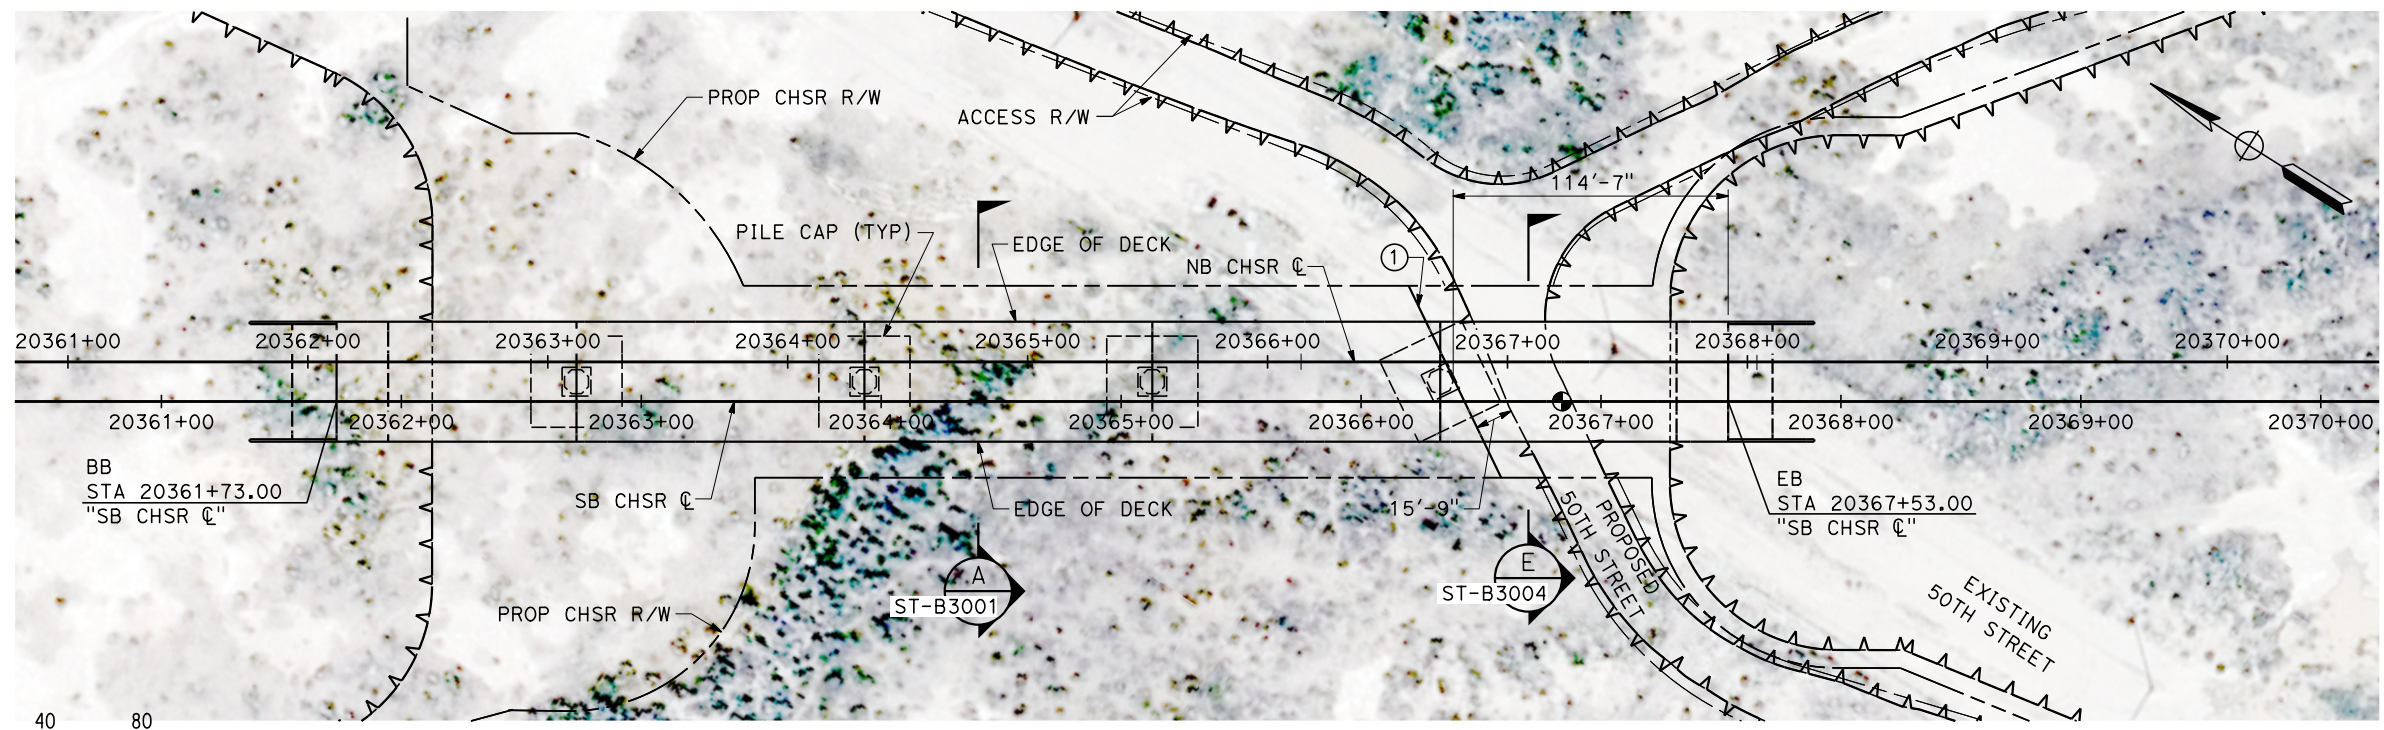 PROP CHSR R/W
ACCESS R/W
114'-7"
PILE CAP (TYP)
EDGE OF DECK
NB CHSR ℄
1
20361+00
20362+00
20363+00
20364+00
20365+00
20366+00
20367+00
20368+00
20369+00
20370+00
20361+00
20362+00
20363+00
20364+00
20365+00
20366+00
20367+00
20368+00
20369+00
20370+00
BB
STA 20361+73.00
"SB CHSR ℄"
SB CHSR ℄
EDGE OF DECK
15'-9"
EB
STA 20367+53.00
"SB CHSR ℄"
PROPOSED
50TH STREET
EXISTING
50TH STREET
A
ST-B3001
E
ST-B3004
PROP CHSR R/W
40 80